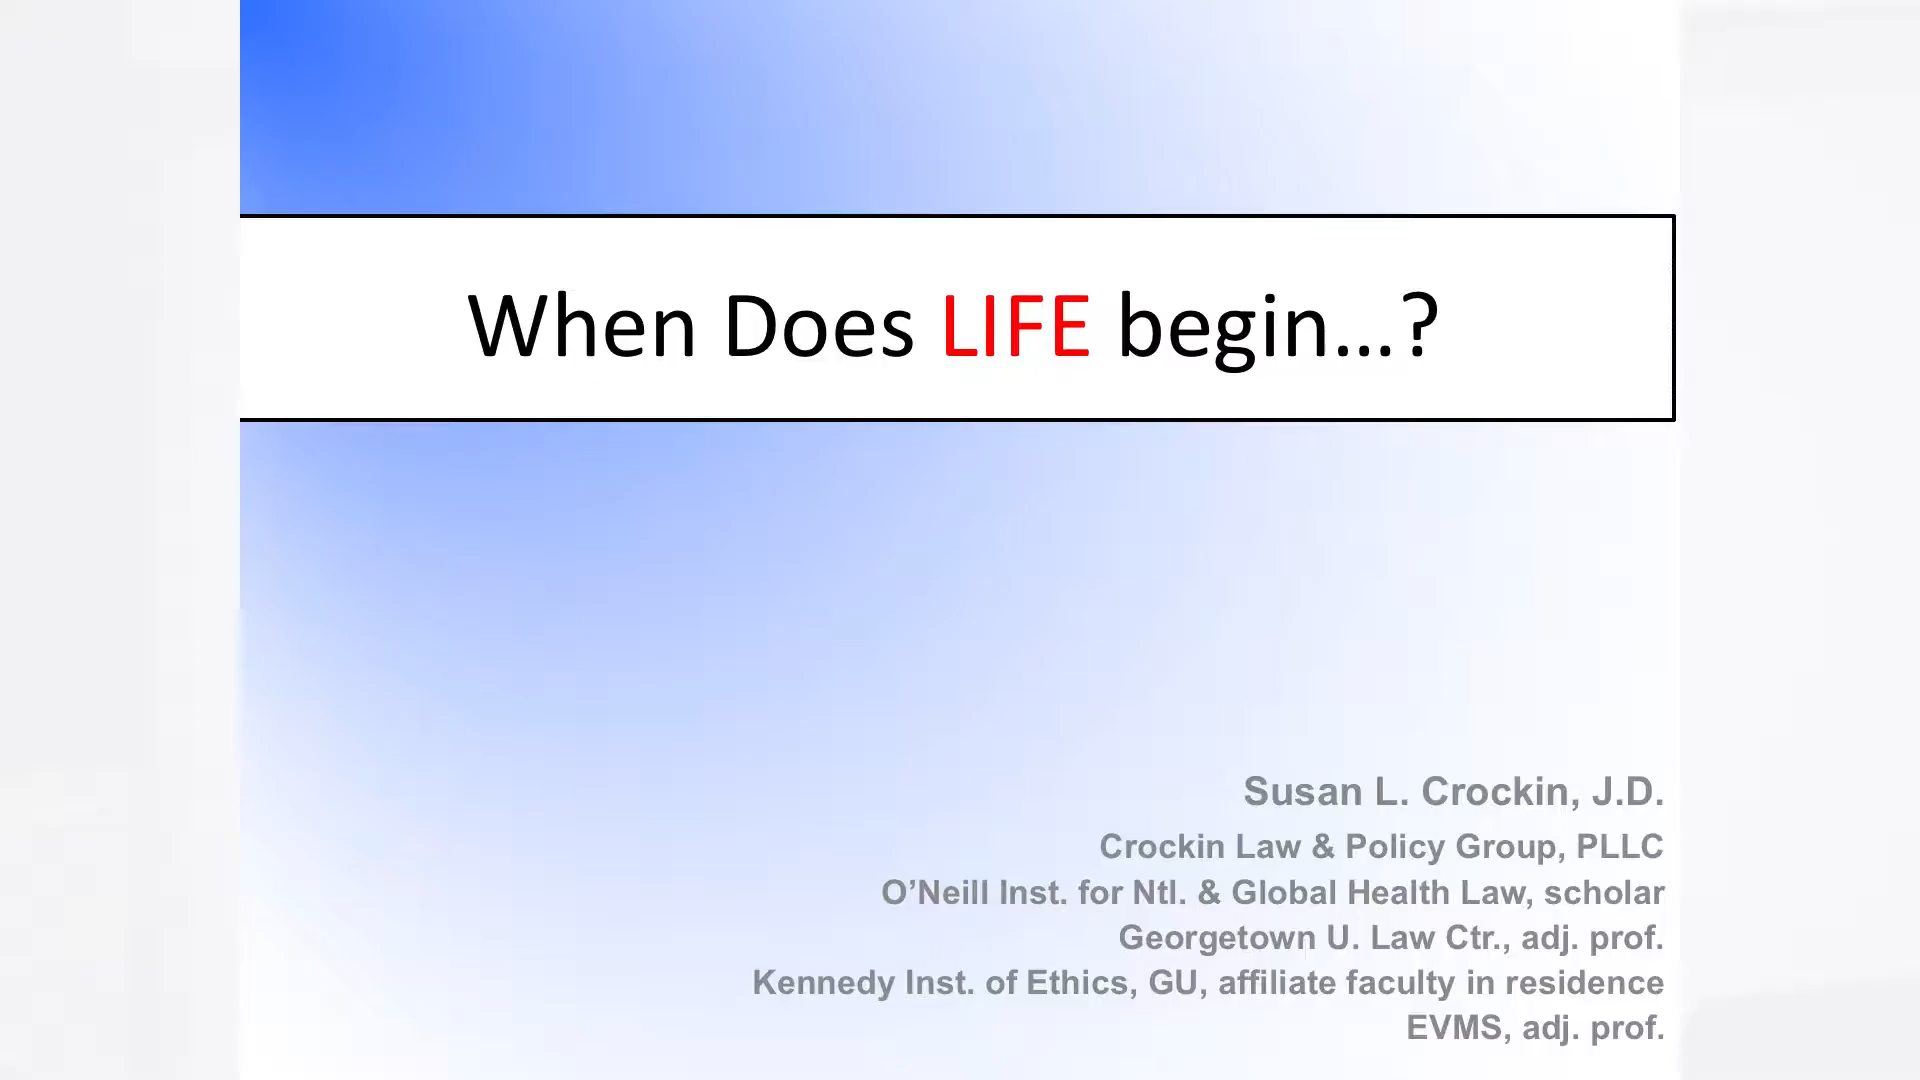 When Does LIFE begin...?
Susan L. Crockin, J.D.
Crockin Law & Policy Group, PLLC
O’Neill Inst. for Ntl. & Global Health Law, scholar
Georgetown U. Law Ctr., adj. prof.
Kennedy Inst. of Ethics, GU, affiliate faculty in residence
EVMS, adj. prof.